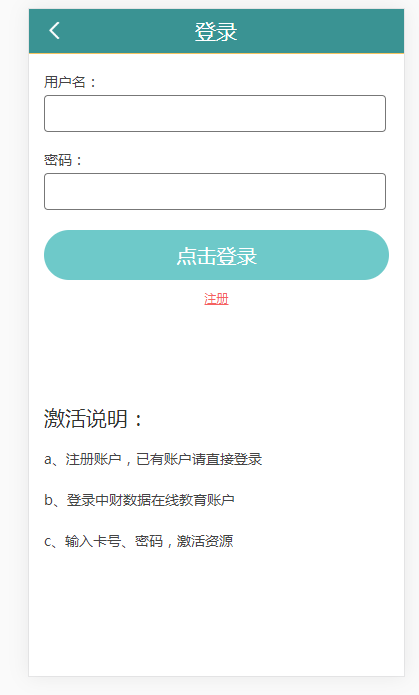 登录
用户名：
密码：
点击登录
注册
激活说明：
a、注册账户，已有账户请直接登录
b、登录中财数据在线教育账户
c、输入卡号、密码，激活资源